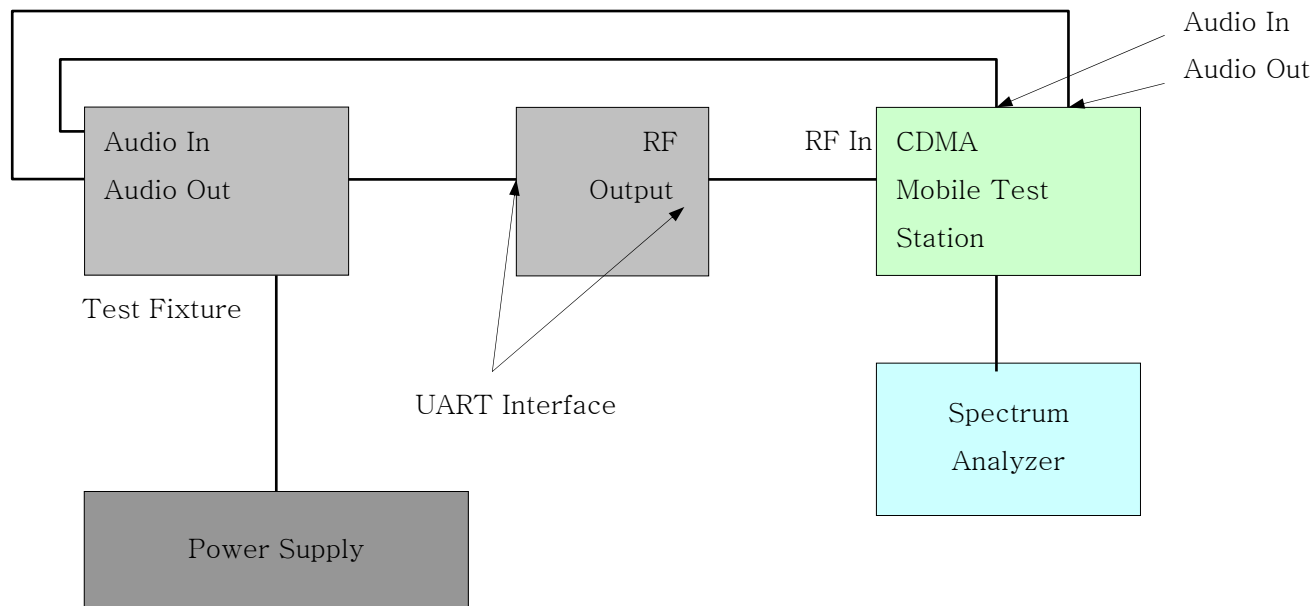 Audio In
Audio Out
Audio In
Audio Out
RF
Output
RF In
CDMA
Mobile Test
Station
Test Fixture
UART Interface
Spectrum
Analyzer
Power Supply